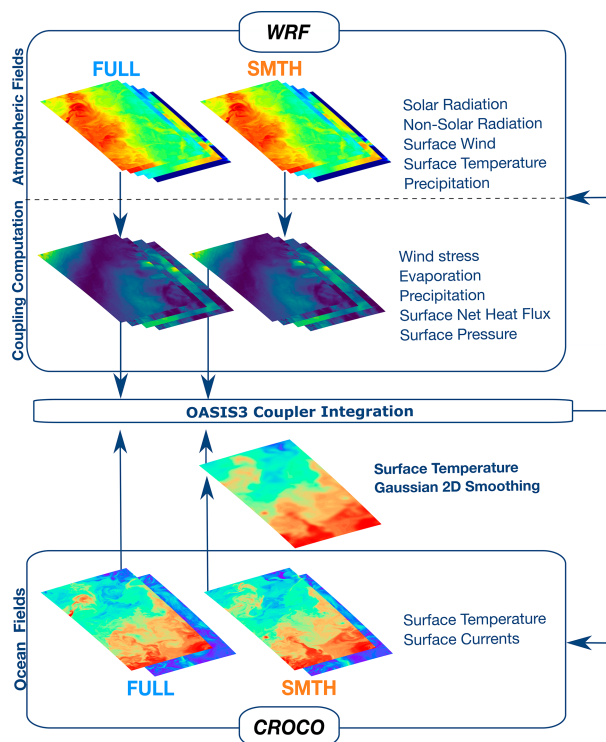 WRF
FULL
SMTH
Atmospheric Fields
Solar Radiation
Non-Solar Radiation
Surface Wind
Surface Temperature
Precipitation
Coupling Computation
Wind stress
Evaporation
Precipitation
Surface Net Heat Flux
Surface Pressure
OASIS3 Coupler Integration
Surface Temperature
Gaussian 2D Smoothing
Ocean Fields
Surface Temperature
Surface Currents
FULL
SMTH
CROCO